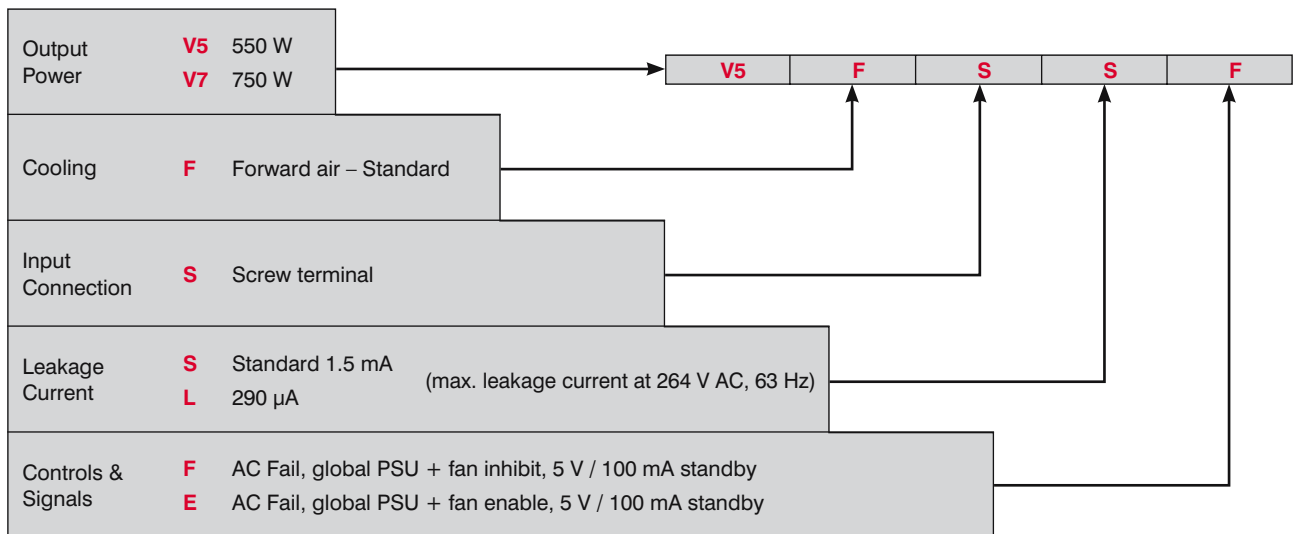 Output Power V5 550 W
V7 750 W
V5 F S S F
Cooling F Forward air – Standard
Input Connection S Screw terminal
Leakage Current S Standard 1.5 mA
L 290 µA
(max. leakage current at 264 V AC, 63 Hz)
Controls & Signals F AC Fail, global PSU + fan inhibit, 5 V / 100 mA standby
E AC Fail, global PSU + fan enable, 5 V / 100 mA standby